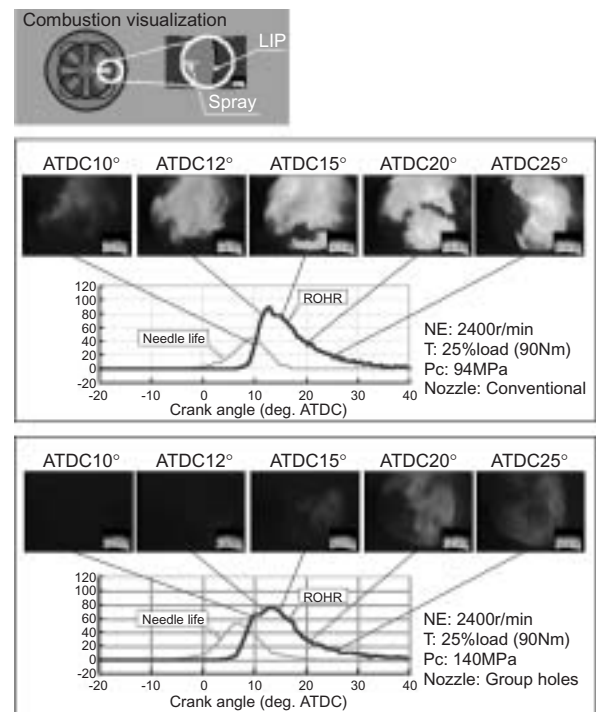 Combustion visualization
LIP
Spray
ATDC10° ATDC12° ATDC15° ATDC20° ATDC25°
120
100
80
60
40
20
0
-20
ROHR
Needle life
-20 -10 0 10 20 30 40
Crank angle (deg. ATDC)
NE: 2400r/min
T: 25%load (90Nm)
Pc: 94MPa
Nozzle: Conventional
ATDC10° ATDC12° ATDC15° ATDC20° ATDC25°
120
100
80
60
40
20
0
-20
ROHR
Needle life
-20 -10 0 10 20 30 40
Crank angle (deg. ATDC)
NE: 2400r/min
T: 25%load (90Nm)
Pc: 140MPa
Nozzle: Group holes